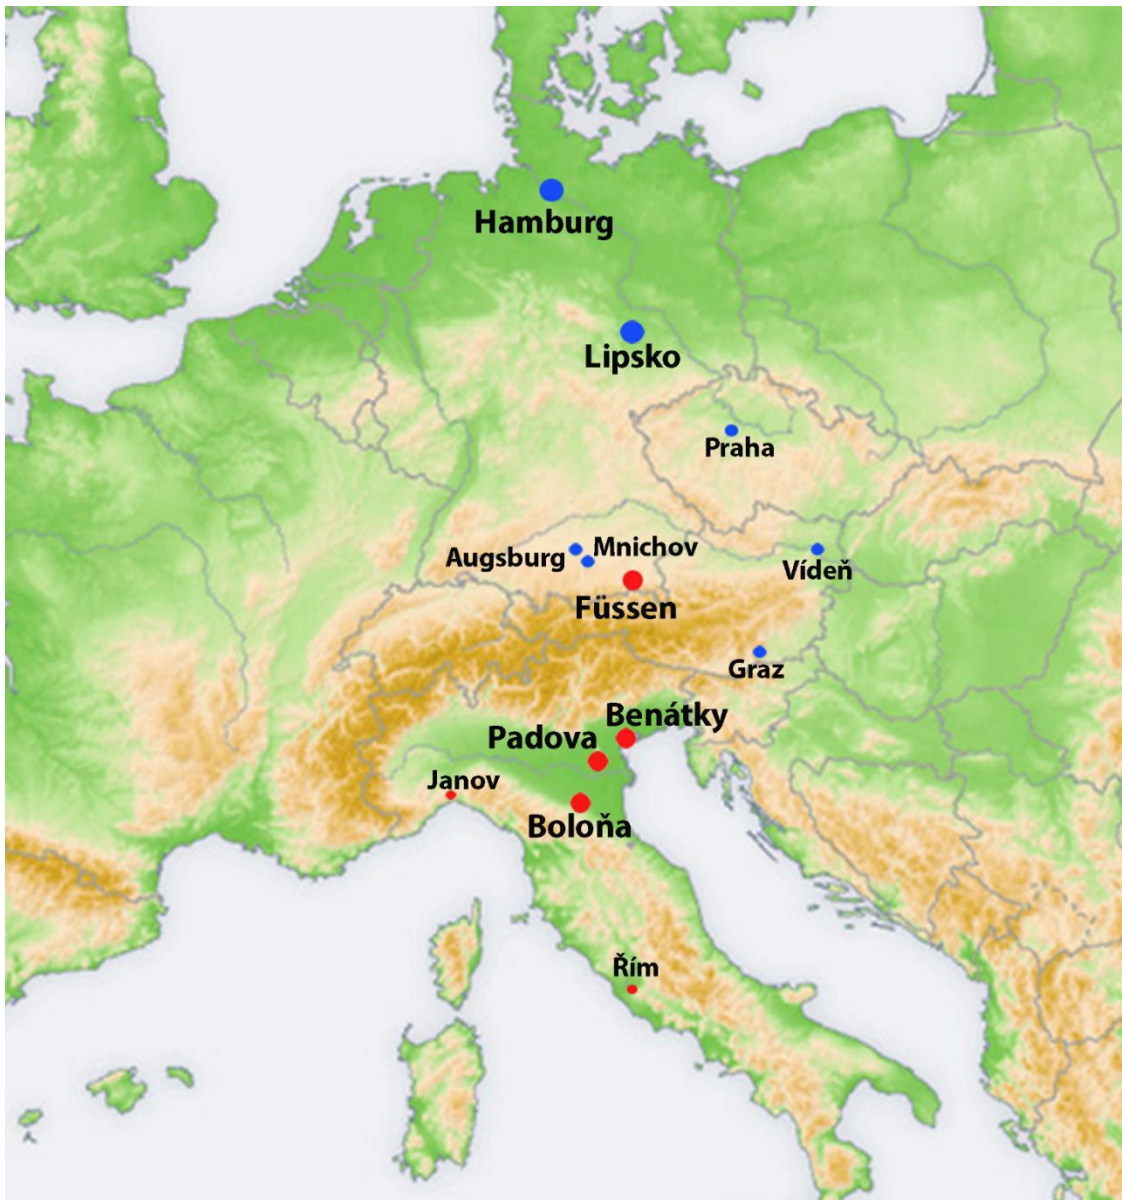 Hamburg
Lipsko
Praha
Augsburg
Mnichov
Vídeň
Füssen
Graz
Benátky
Padova
Janov
Boloňa
Řím